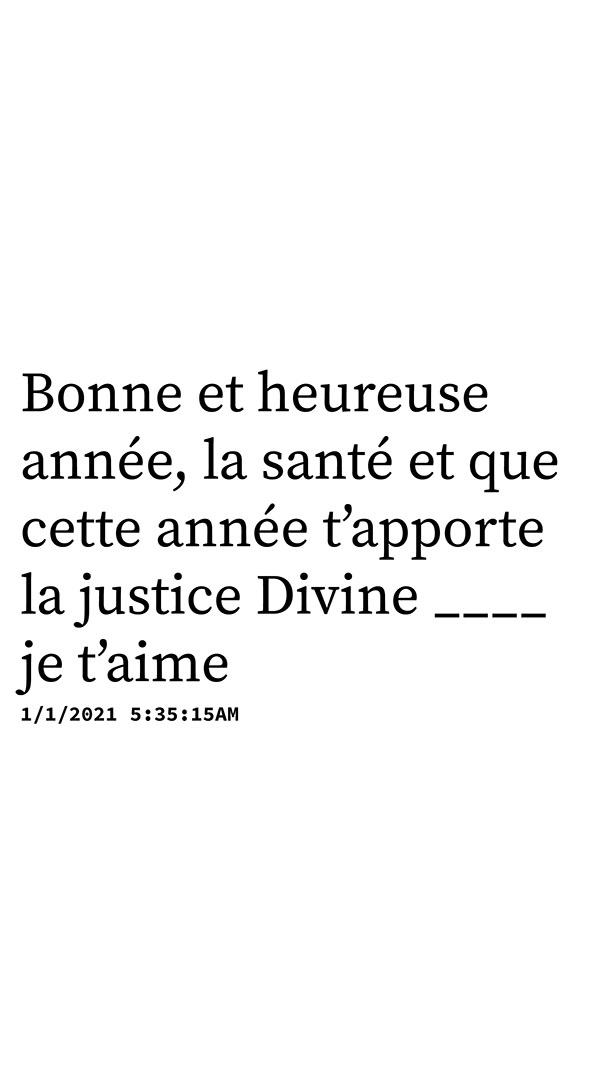 Bonne et heureuse
année, la santé et que
cette année t’apporte
la justice Divine ____
je t’aime
1/1/2021 5:35:15AM